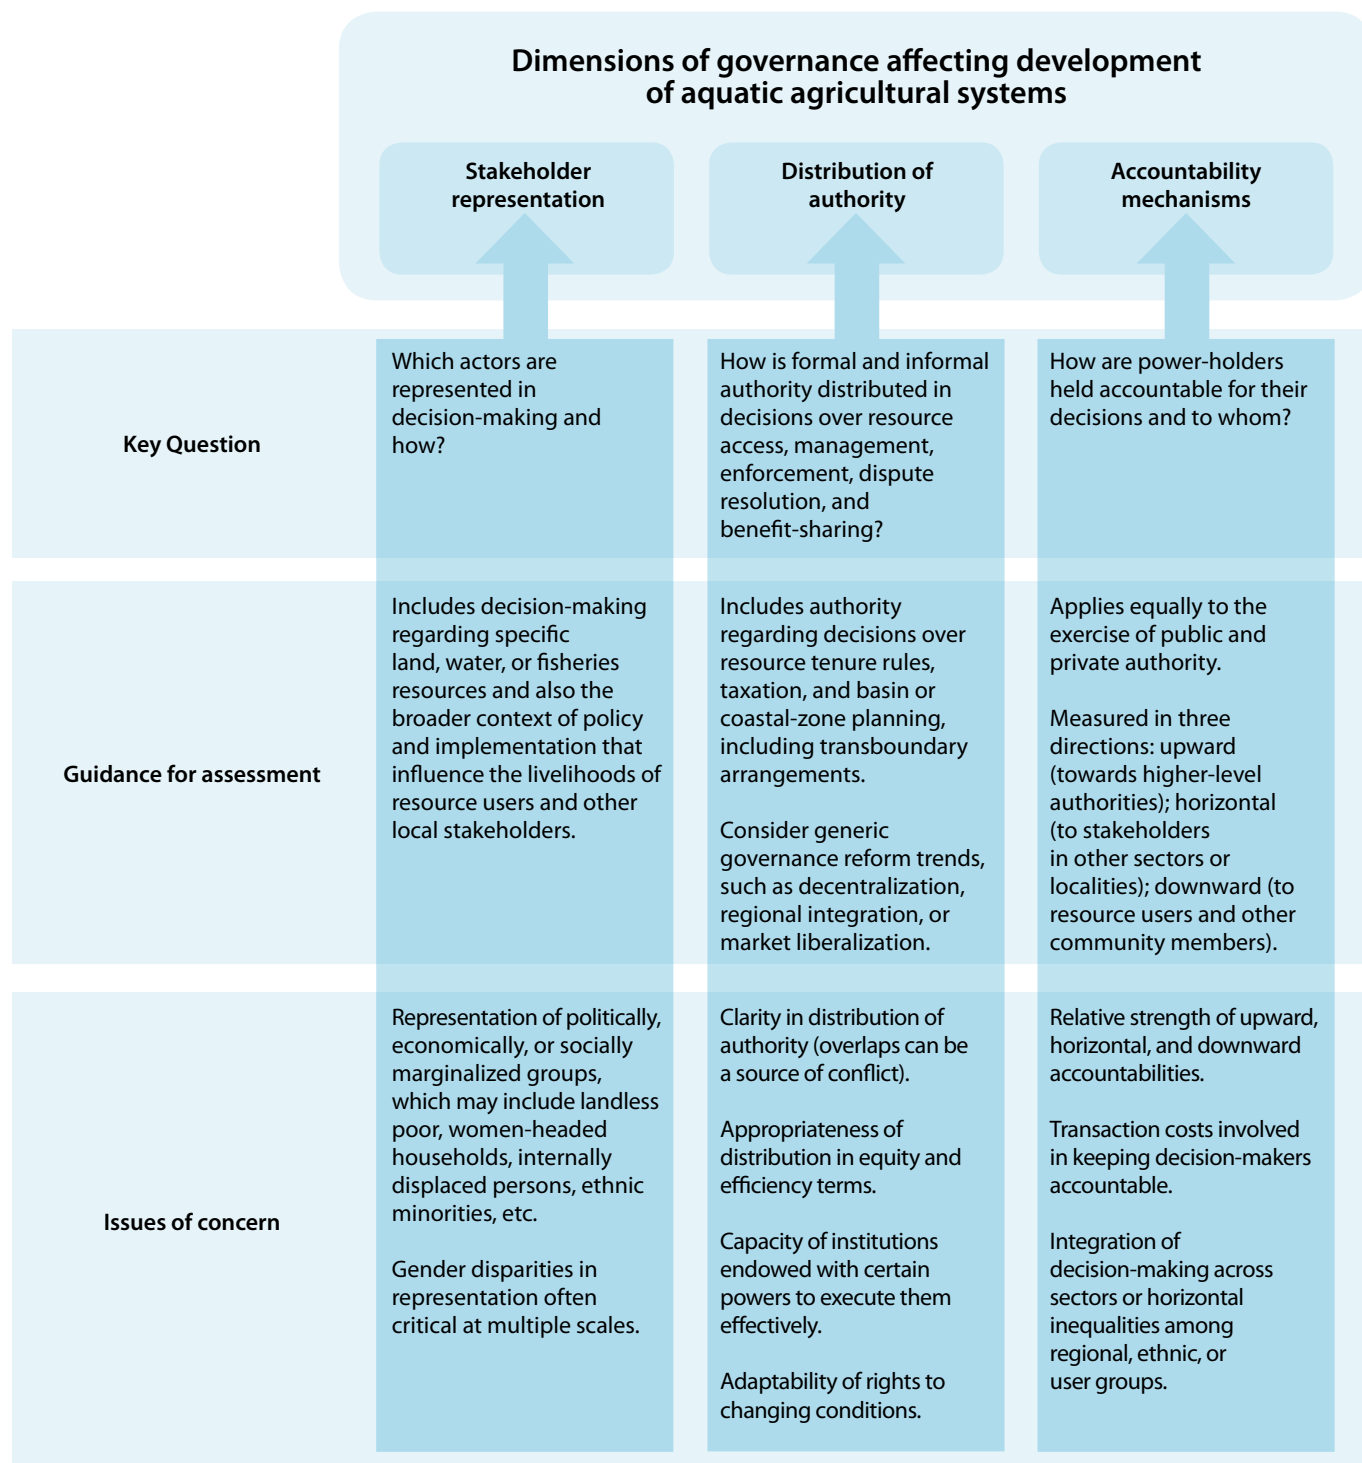 Dimensions of governance affecting development
of aquatic agricultural systems
Stakeholder
representation
Distribution of
authority
Accountability
mechanisms
Key Question
Which actors are
represented in
decision-making and
how?
How is formal and informal
authority distributed in
decisions over resource
access, management,
enforcement, dispute
resolution, and
benefit-sharing?
How are power-holders
held accountable for their
decisions and to whom?
Guidance for assessment
Includes decision-making
regarding specific
land, water, or fisheries
resources and also the
broader context of policy
and implementation that
influence the livelihoods of
resource users and other
local stakeholders.
Includes authority
regarding decisions over
resource tenure rules,
taxation, and basin or
coastal-zone planning,
including transboundary
arrangements.
Consider generic
governance reform trends,
such as decentralization,
regional integration, or
market liberalization.
Applies equally to the
exercise of public and
private authority.
Measured in three
directions: upward
(towards higher-level
authorities); horizontal
(to stakeholders
in other sectors or
localities); downward (to
resource users and other
community members).
Issues of concern
Representation of politically,
economically, or socially
marginalized groups,
which may include landless
poor, women-headed
households, internally
displaced persons, ethnic
minorities, etc.
Gender disparities in
representation often
critical at multiple scales.
Clarity in distribution of
authority (overlaps can be
a source of conflict).
Appropriateness of
distribution in equity and
efficiency terms.
Capacity of institutions
endowed with certain
powers to execute them
effectively.
Adaptability of rights to
changing conditions.
Relative strength of upward,
horizontal, and downward
accountabilities.
Transaction costs involved
in keeping decision-makers
accountable.
Integration of
decision-making across
sectors or horizontal
inequalities among
regional, ethnic, or
user groups.